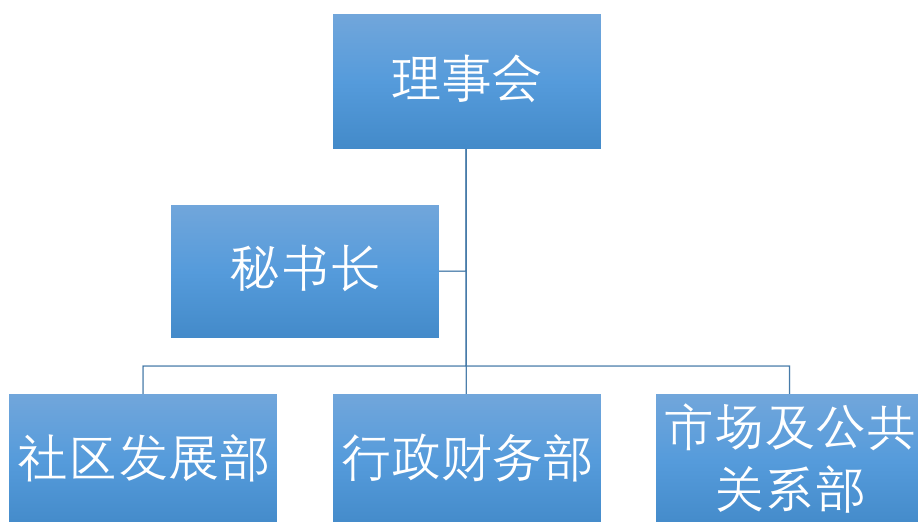 理事会
秘书长
社区发展部
行政财务部
市场及公共
关系部